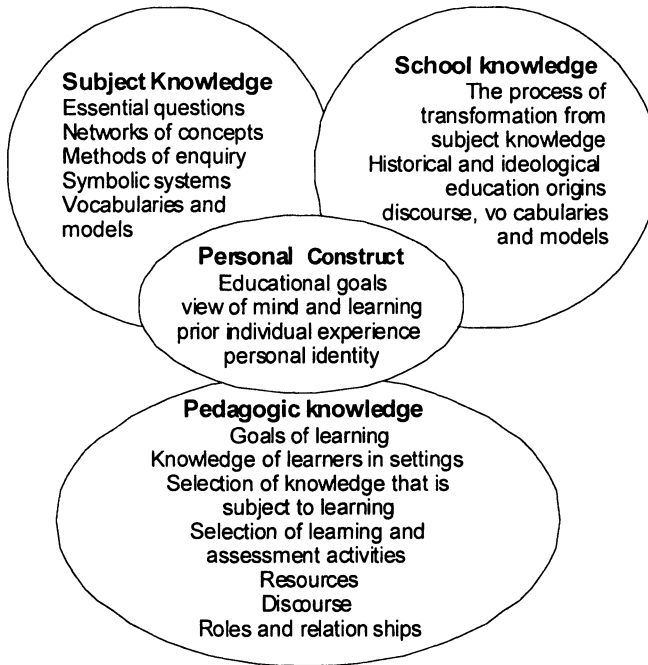 Subject Knowledge
Essential questions
Networks of concepts
Methods of enquiry
Symbolic systems
Vocabularies and
models
School knowledge
The process of
transformation from
subject knowledge
Historical and ideological
education origins
discourse, vo cabularies
and models
Personal Construct
Educational goals
view of mind and learning
prior individual experience
personal identity
Pedagogic knowledge
Goals of learning
Knowledge of learners in settings
Selection of knowledge that is
subject to learning
Selection of learning and
assessment activities
Resources
Discourse
Roles and relation ships